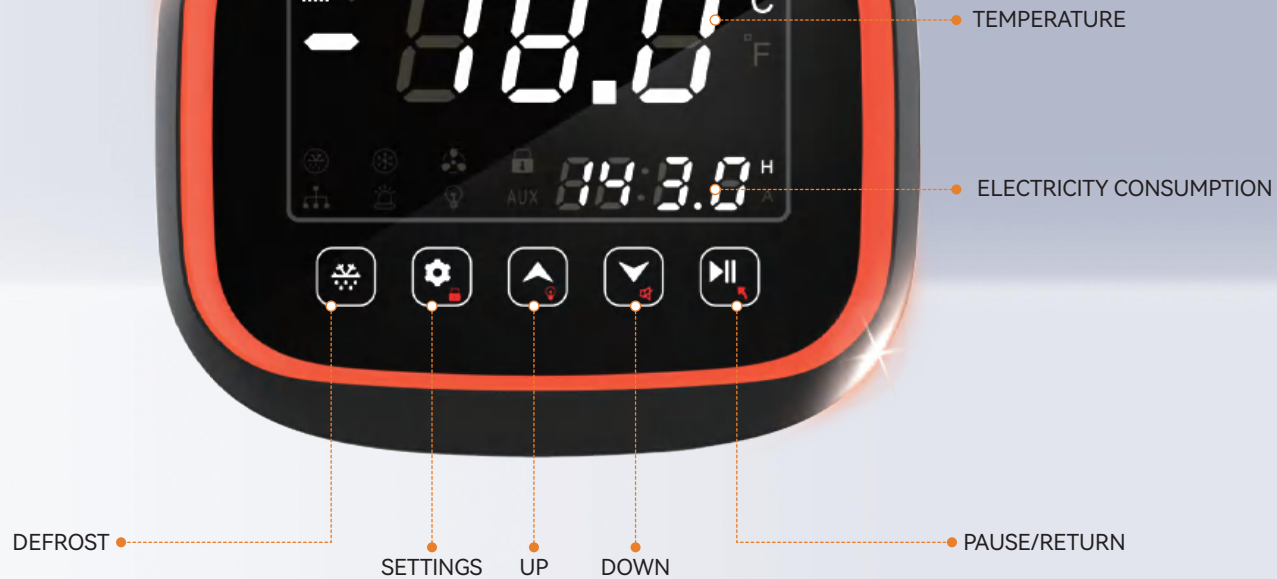 -18.0
C
TEMPERATURE
°F
AUX
143.0
H
A
ELECTRICITY CONSUMPTION
DEFROST
PAUSE/RETURN
SETTINGS
UP
DOWN